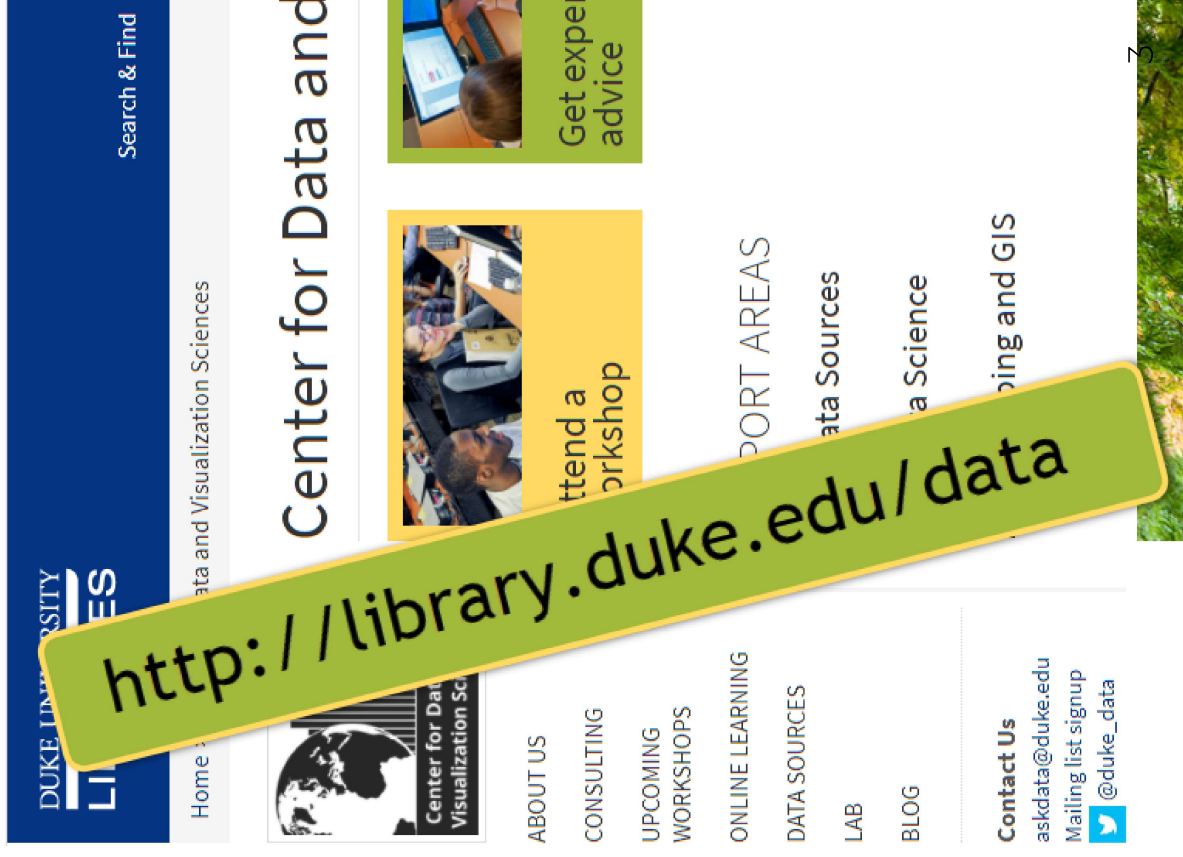 DUKE UNIVERSITY
Search & Find
Home
ata and Visualization Sciences
Center for Data and
Center for Dat
Visualization Sci
ABOUT US
CONSULTING
UPCOMING
WORKSHOPS
ONLINE LEARNING
DATA SOURCES
LAB
BLOG
Contact Us
askdata@duke.edu
Mailing list signup
@duke_data
ttend a
orkshop
Get exper
advice
PORT AREAS
ata Sources
a Science
ping and GIS
http://library.duke.edu/data
3